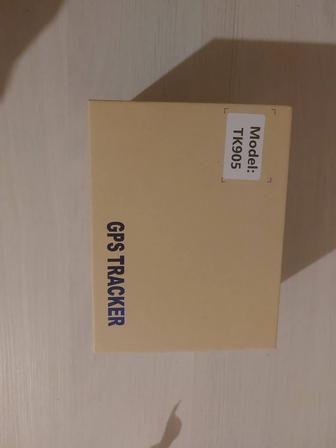 Model:
TK905
GPS TRACKER